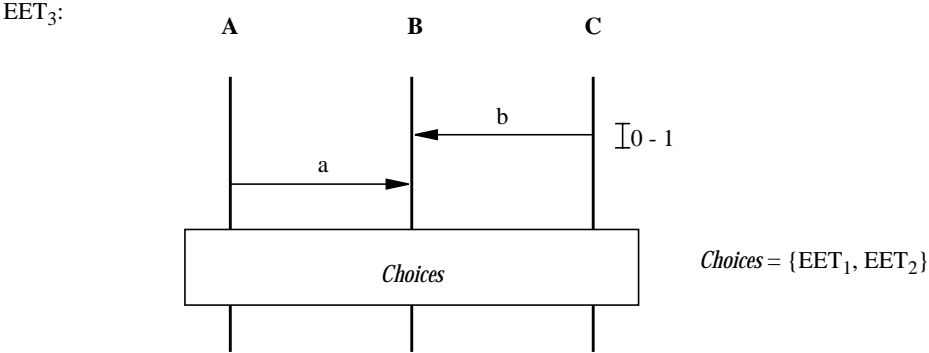 EET₃:
A B C
b
0 - 1
a
Choices
Choices = {EET₁, EET₂}